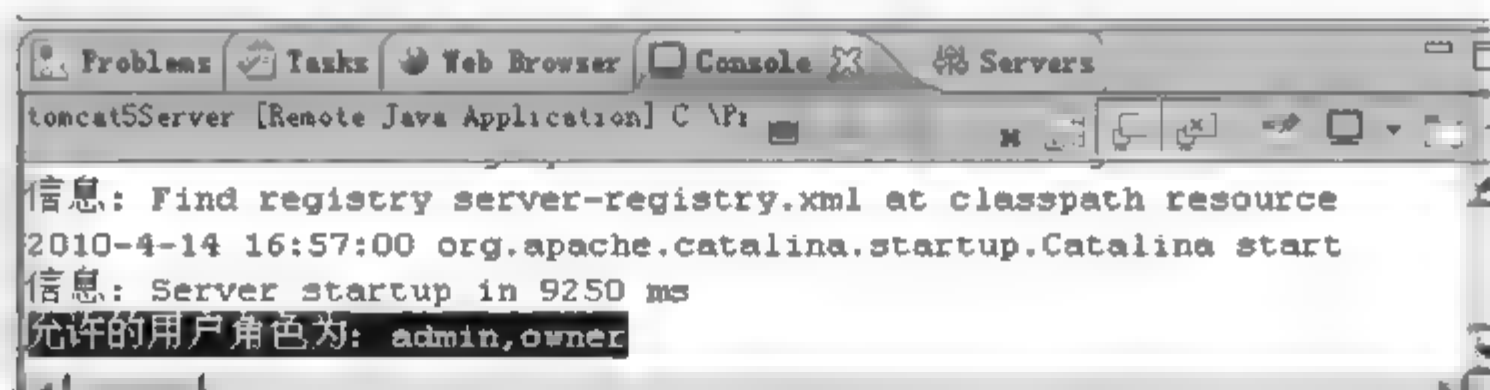 Problems Tasks Web Browser Console Servers
tomcat5Server [Remote Java Application] C \Pr
信息: Find registry server-registry.xml at classpath resource
2010-4-14 16:57:00 org.apache.catalina.startup.Catalina start
信息: Server startup in 9250 ms
允许的用户角色为: admin,owner